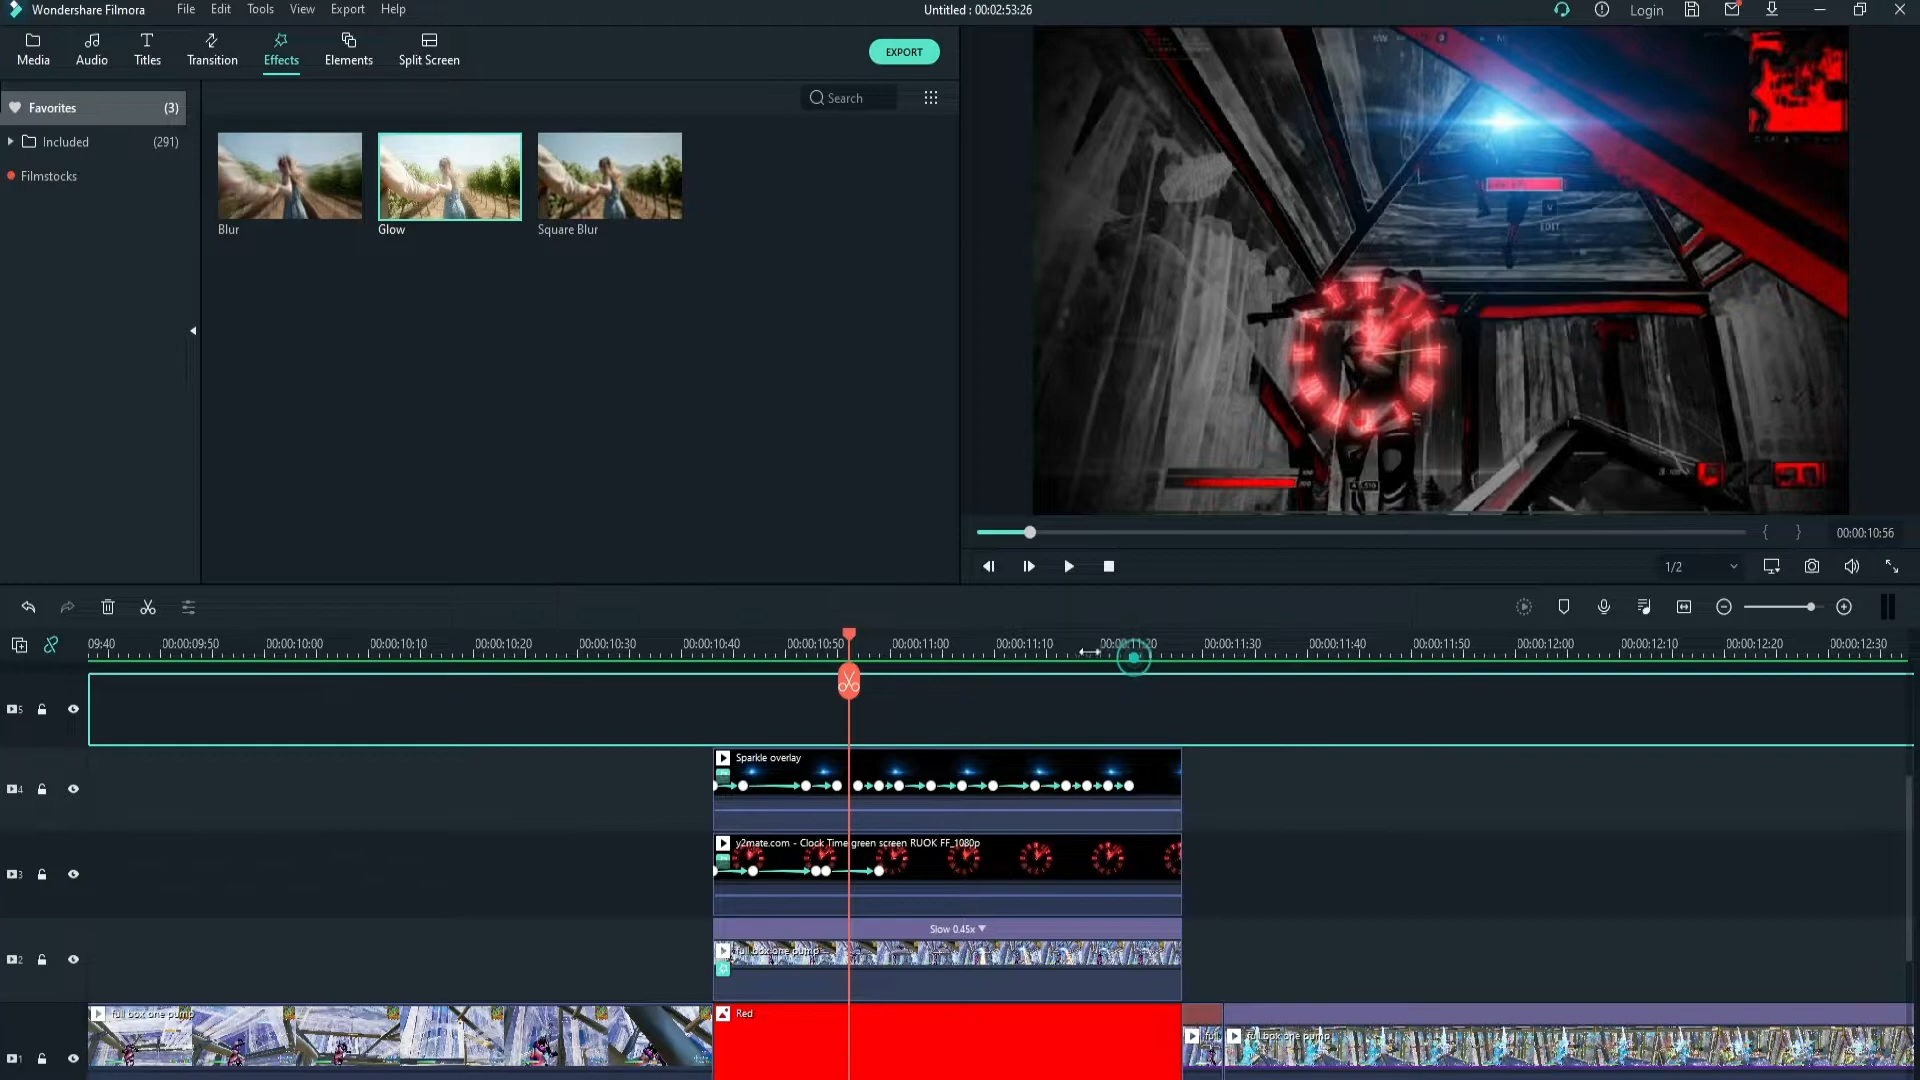 Wondershare Filmora File Edit Tools View Export Help Untitled : 00:02:53:26 Login
Media Audio Titles Transition Effects Elements Split Screen EXPORT
Favorites (3)
Search
Included (291)
Filmstocks
Blur Glow Square Blur
EDIT
00:00:10:56
1/2
09:40 00:00:09:50 00:00:10:00 00:00:10:10 00:00:10:20 00:00:10:30 00:00:10:40 00:00:10:50 00:00:11:00 00:00:11:10 00:00:11:20 00:00:11:30 00:00:11:40 00:00:11:50 00:00:12:00 00:00:12:10 00:00:12:20 00:00:12:30
5
Sparkle overlay
4
y2mate.com - Clock Time green screen RUOK FF_1080p
3
Slow 0.45x
full box one pump
2
full box one pump
Red
full
full box one pump
1